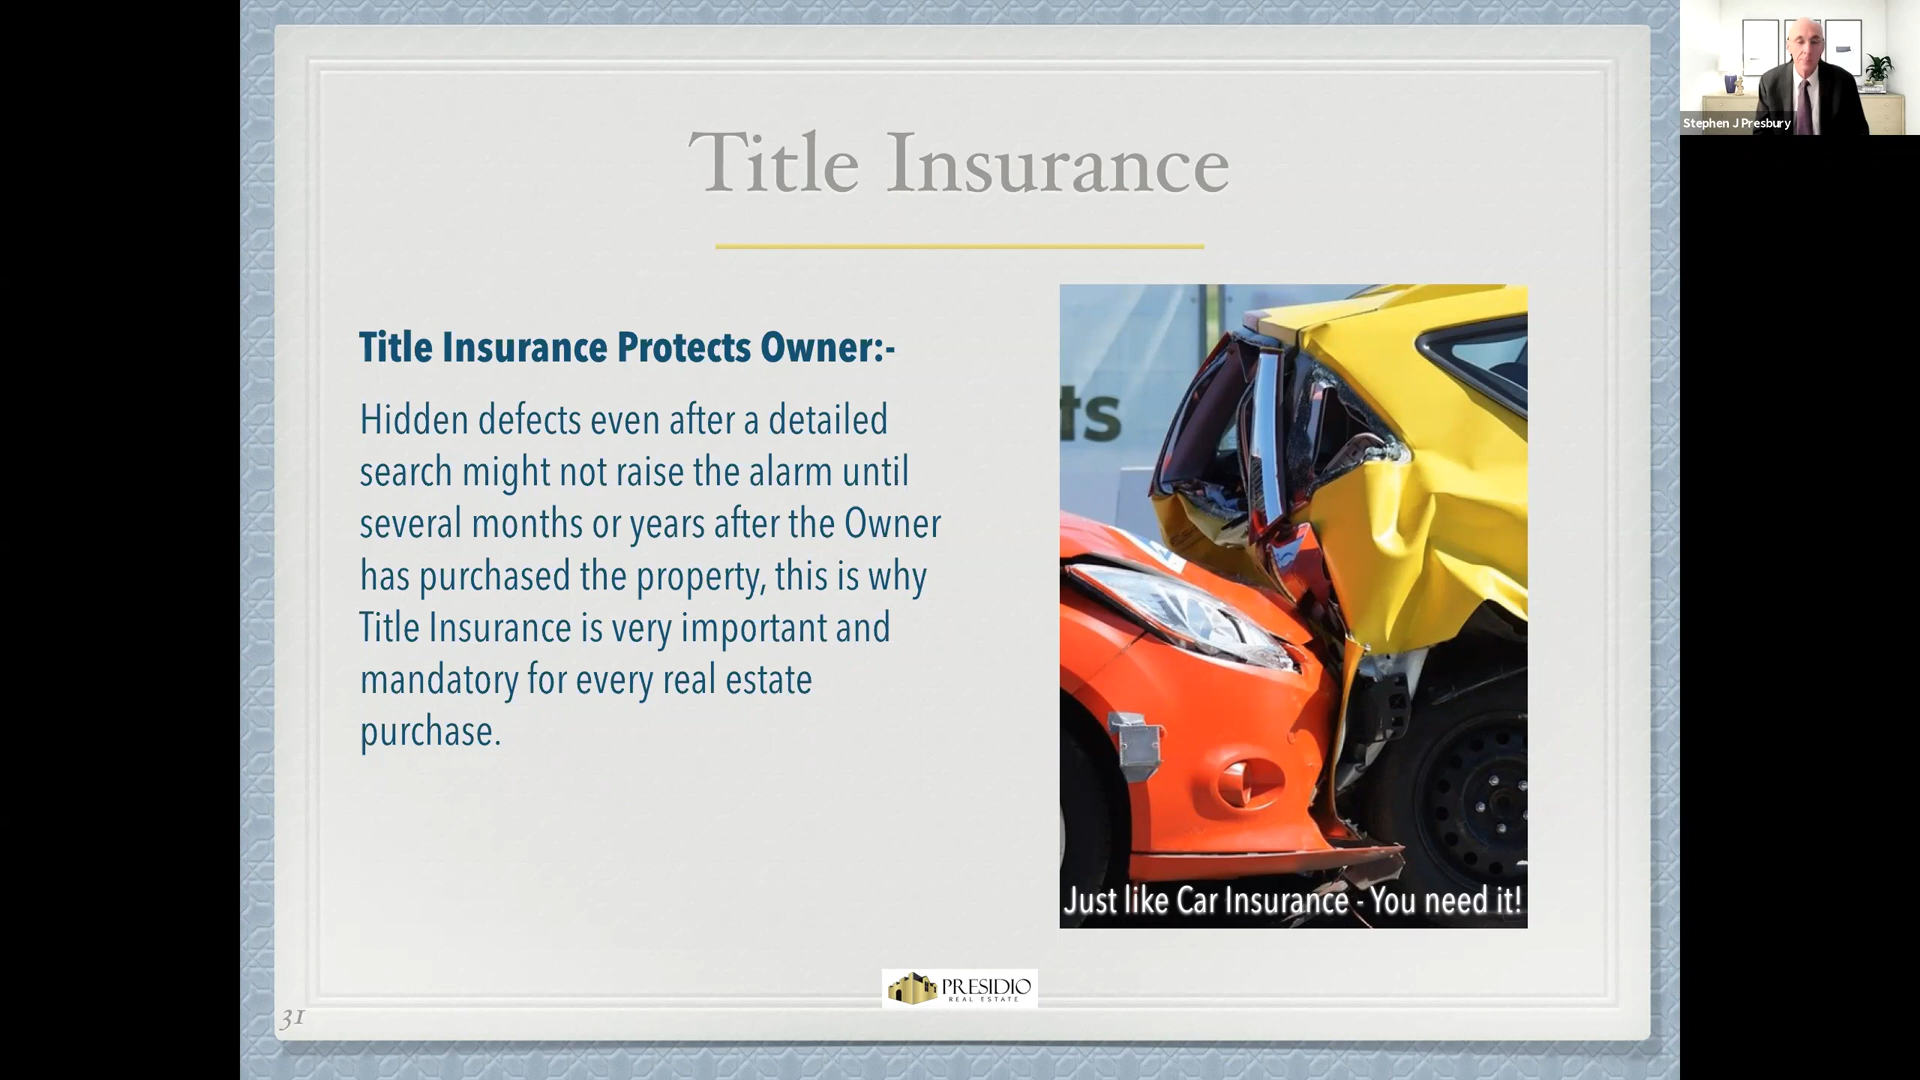 Title Insurance
Stephen J Presbury
Title Insurance Protects Owner:-
Hidden defects even after a detailed
search might not raise the alarm until
several months or years after the Owner
has purchased the property, this is why
Title Insurance is very important and
mandatory for every real estate
purchase.
ts
Just like Car Insurance - You need it!
PRESIDIO
REAL ESTATE
31